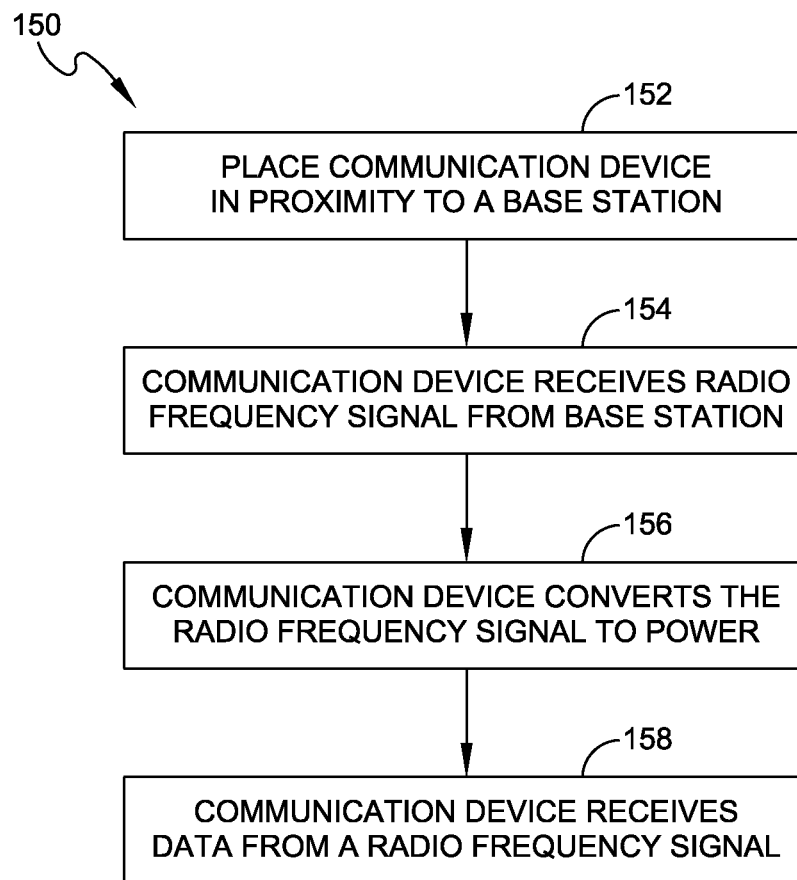 150
152
PLACE COMMUNICATION DEVICE
IN PROXIMITY TO A BASE STATION
154
COMMUNICATION DEVICE RECEIVES RADIO
FREQUENCY SIGNAL FROM BASE STATION
156
COMMUNICATION DEVICE CONVERTS THE
RADIO FREQUENCY SIGNAL TO POWER
158
COMMUNICATION DEVICE RECEIVES
DATA FROM A RADIO FREQUENCY SIGNAL